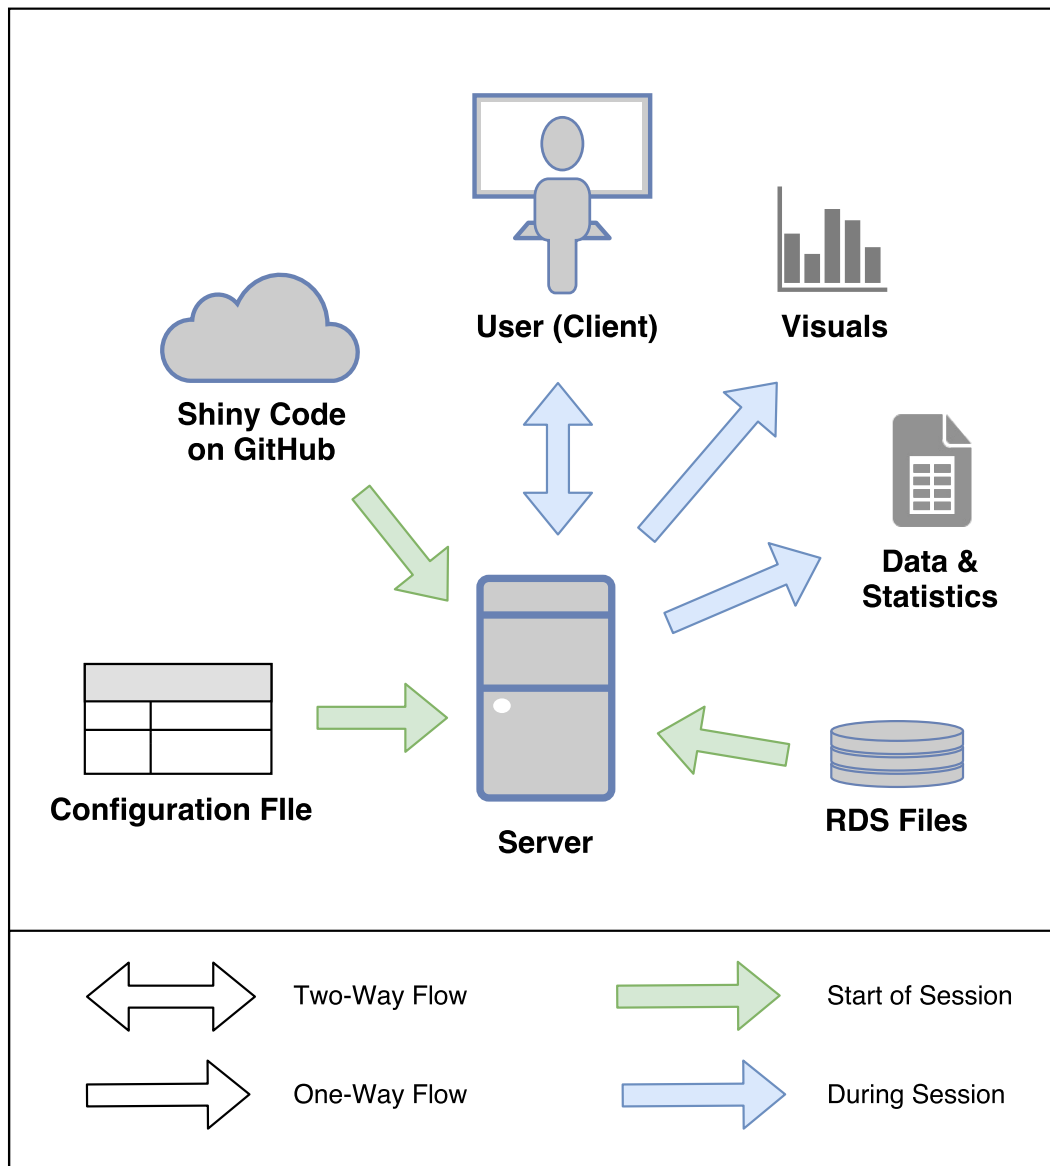 User (Client)
Visuals
Shiny Code
on GitHub
Data &
Statistics
Configuration FIle
Server
RDS Files
Two-Way Flow
Start of Session
One-Way Flow
During Session